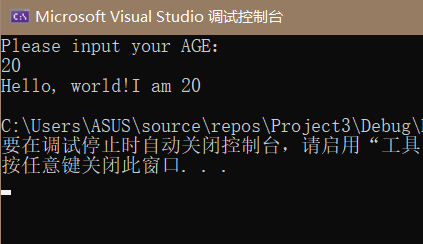 Microsoft Visual Studio 调试控制台
Please input your AGE:
20
Hello, world!I am 20
C:\Users\ASUS\source\repos\Project3\Debug\
要在调试停止时自动关闭控制台，请启用“工具
按任意键关闭此窗口. . .